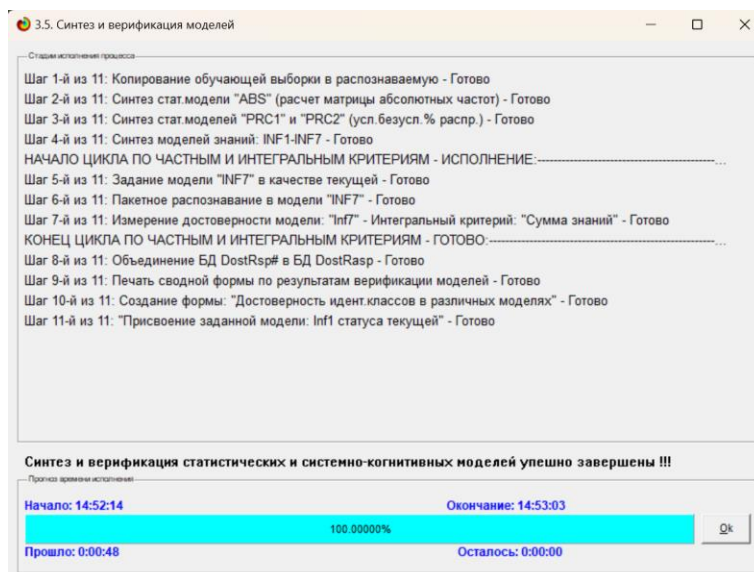 3.5. Синтез и верификация моделей
Стадии исполнения процесса
Шаг 1-й из 11: Копирование обучающей выборки в распознаваемую - Готово
Шаг 2-й из 11: Синтез стат.модели "ABS" (расчет матрицы абсолютных частот) - Готово
Шаг 3-й из 11: Синтез стат.моделей "PRC1" и "PRC2" (усл.безусл.% распр.) - Готово
Шаг 4-й из 11: Синтез моделей знаний: INF1-INF7 - Готово
НАЧАЛО ЦИКЛА ПО ЧАСТНЫМ И ИНТЕГРАЛЬНЫМ КРИТЕРИЯМ - ИСПОЛНЕНИЕ:--------------------------------------------...
Шаг 5-й из 11: Задание модели "INF7" в качестве текущей - Готово
Шаг 6-й из 11: Пакетное распознавание в модели "INF7" - Готово
Шаг 7-й из 11: Измерение достоверности модели: "Inf7" - Интегральный критерий: "Сумма знаний" - Готово
КОНЕЦ ЦИКЛА ПО ЧАСТНЫМ И ИНТЕГРАЛЬНЫМ КРИТЕРИЯМ - ГОТОВО:--------------------------------------------------------...
Шаг 8-й из 11: Объединение БД DostRsp# в БД DostRasp - Готово
Шаг 9-й из 11: Печать сводной формы по результатам верификации моделей - Готово
Шаг 10-й из 11: Создание формы: "Достоверность идент.классов в различных моделях" - Готово
Шаг 11-й из 11: "Присвоение заданной модели: Inf1 статуса текущей" - Готово
Синтез и верификация статистических и системно-когнитивных моделей упешно завершены !!!
Прогноз времени исполнения
Начало: 14:52:14 Окончание: 14:53:03
100.00000% Ok
Прошло: 0:00:48 Осталось: 0:00:00